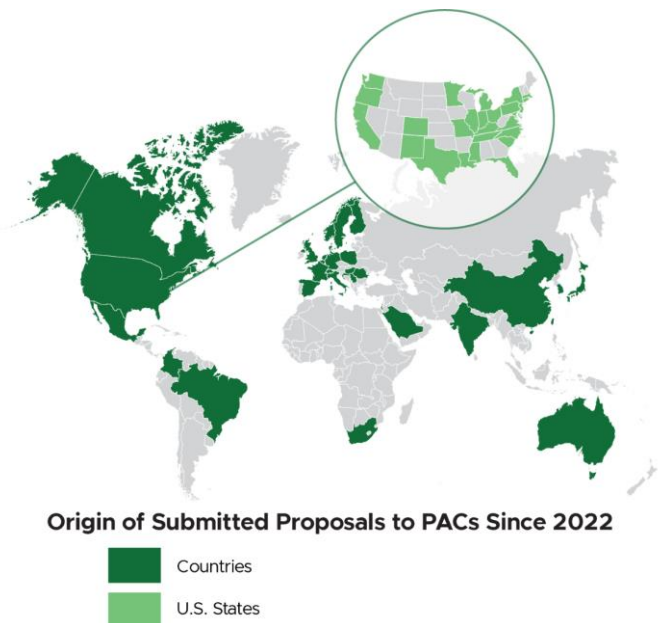 Origin of Submitted Proposals to PACs Since 2022
Countries
U.S. States